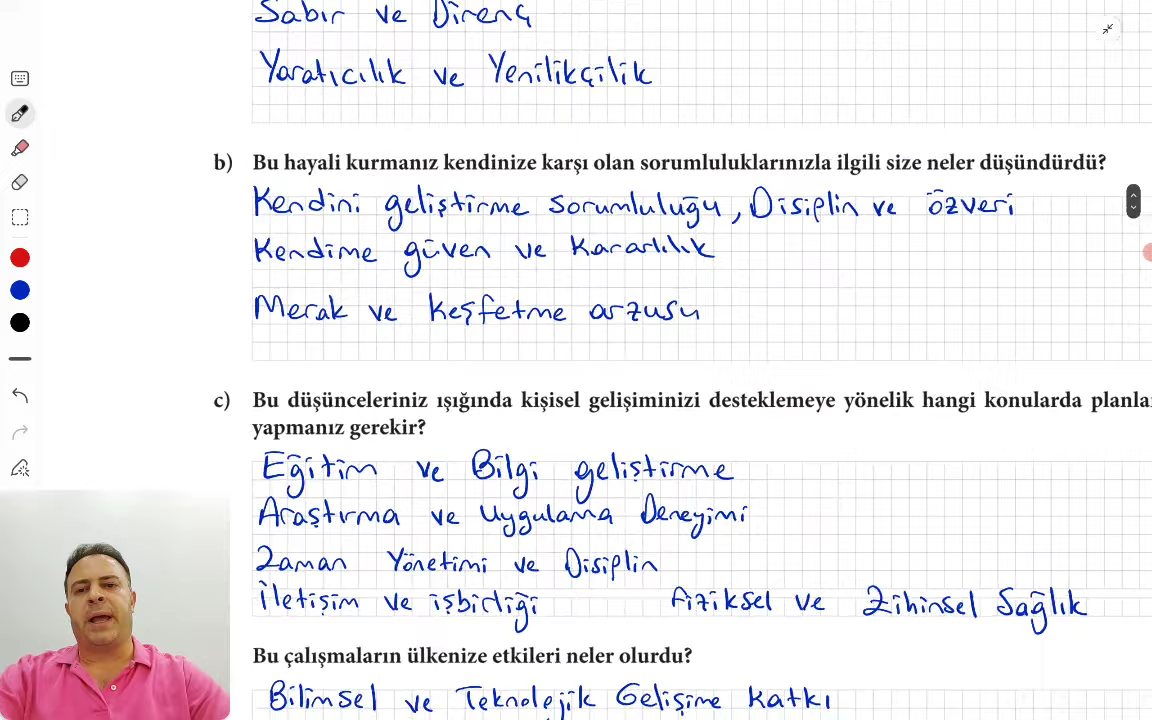 Sabır ve Direnç
Yaratıcılık ve Yenilikçilik
b) Bu hayali kurmanız kendinize karşı olan sorumluluklarınızla ilgili size neler düşündürdü?
Kendini geliştirme sorumluluğu, Disiplin ve özveri
Kendime güven ve Kararlılık
Merak ve Keşfetme arzusu
c) Bu düşünceleriniz ışığında kişisel gelişiminizi desteklemeye yönelik hangi konularda planla
yapmanız gerekir?
Eğitim ve Bilgi geliştirme
Araştırma ve Uygulama Deneyimi
Zaman Yönetimi ve Disiplin
İletişim ve işbirliği Fiziksel ve Zihinsel Sağlık
Bu çalışmaların ülkenize etkileri neler olurdu?
Bilimsel ve Teknolojik Gelişime Katkı